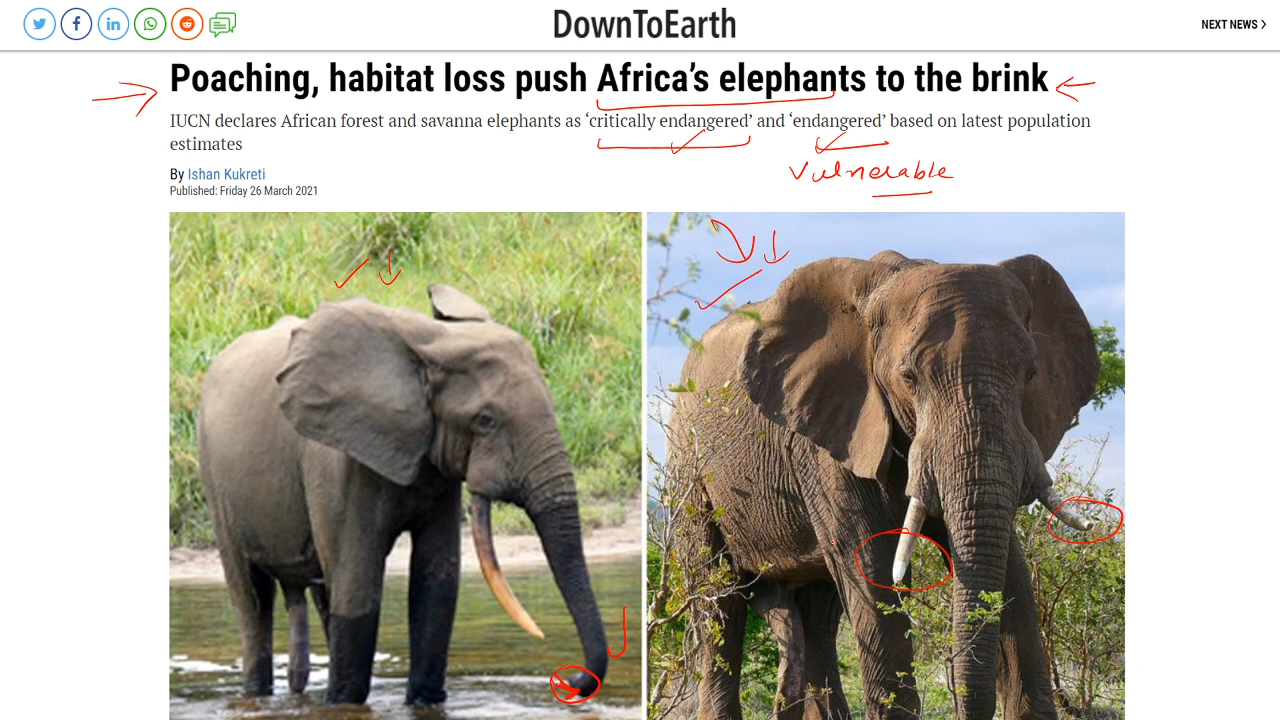 DownToEarth
NEXT NEWS >
Poaching, habitat loss push Africa's elephants to the brink
IUCN declares African forest and savanna elephants as 'critically endangered' and 'endangered' based on latest population
estimates
Vulnerable
By Ishan Kukreti
Published: Friday 26 March 2021